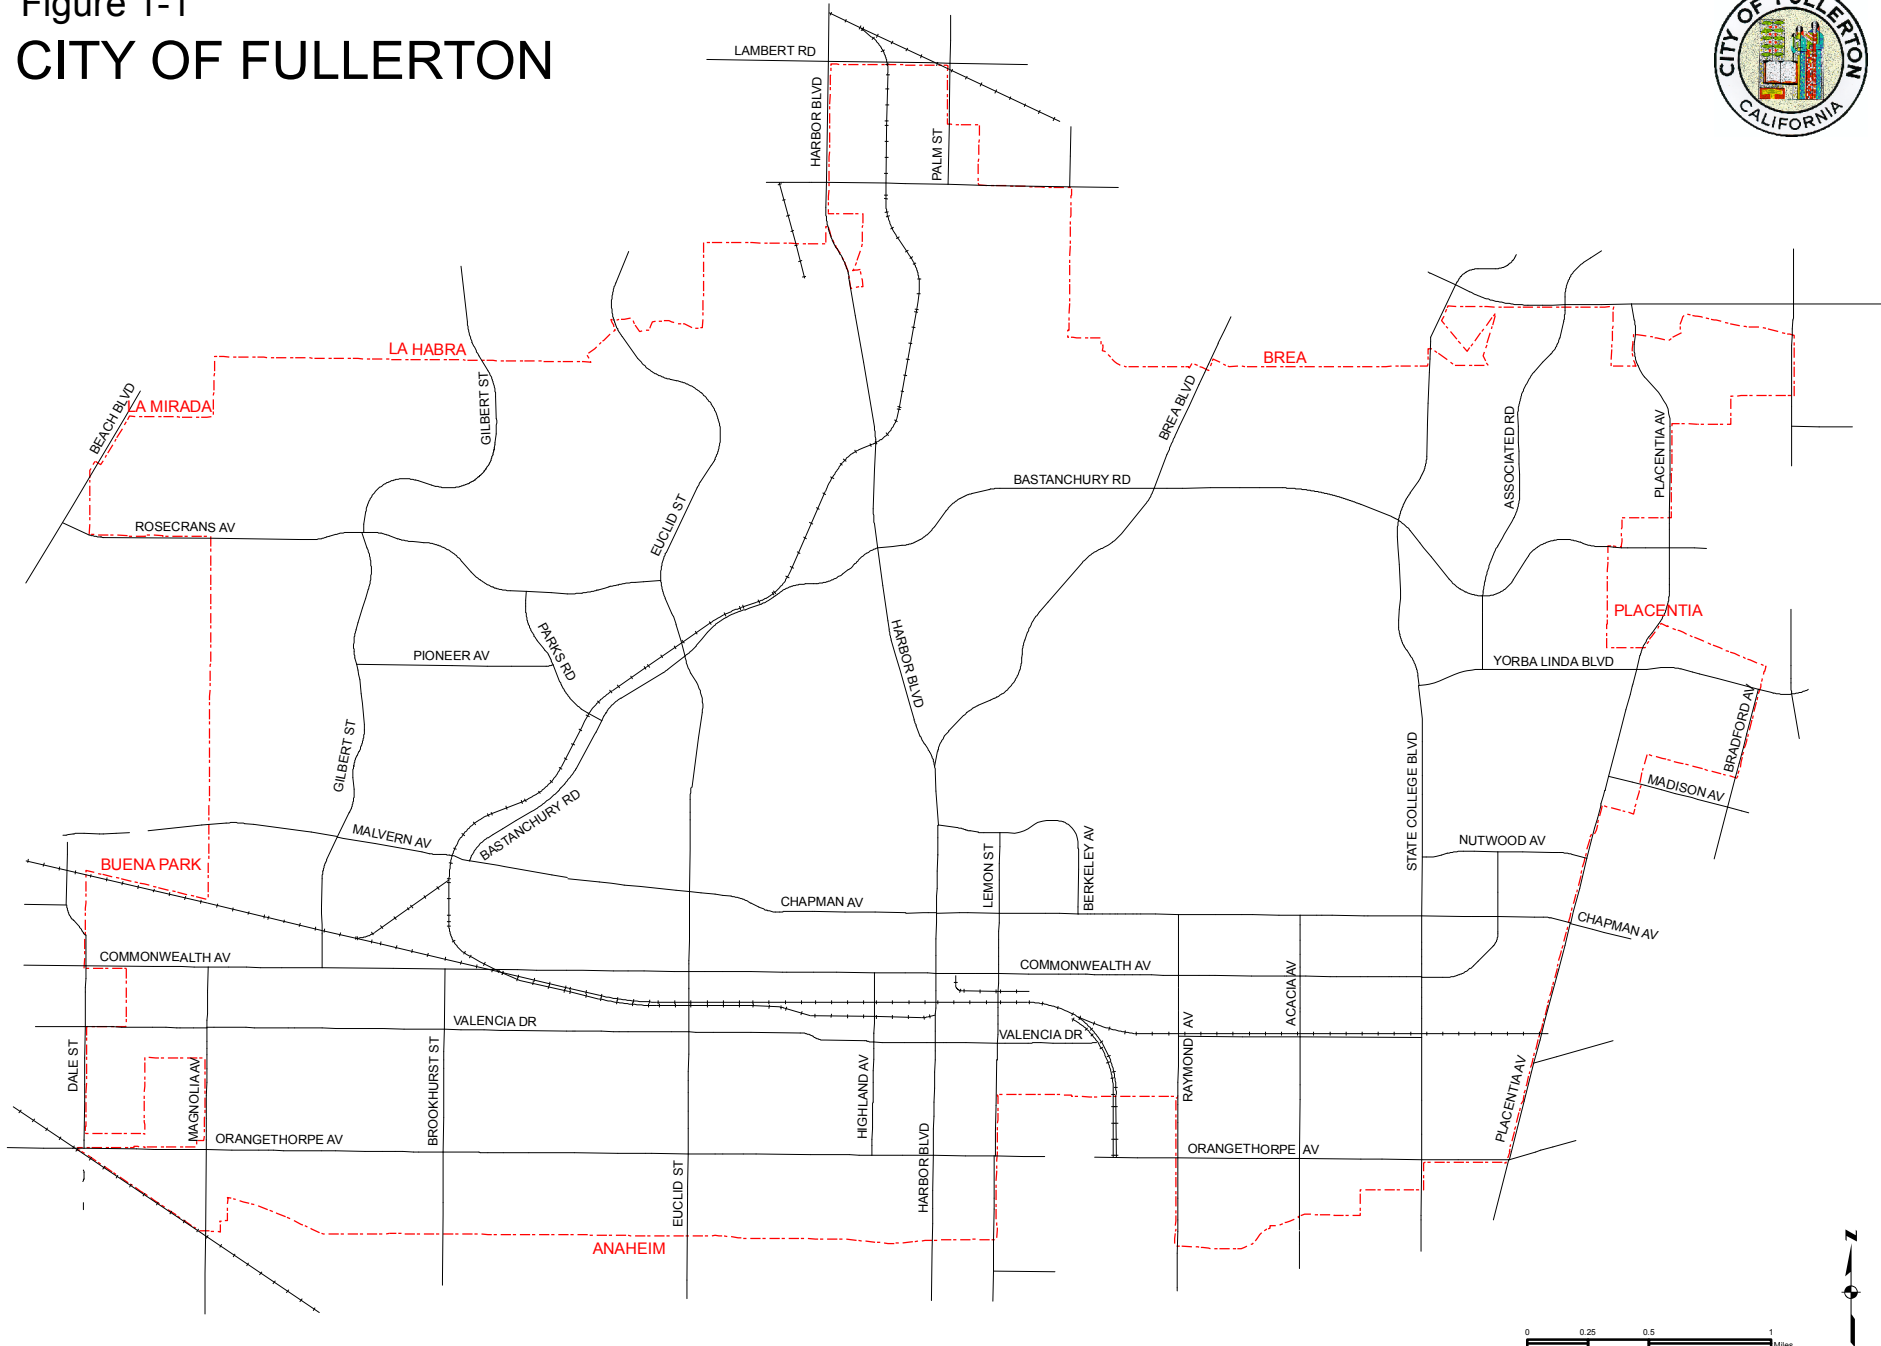 Figure 1-1
CITY OF FULLERTON
CITY OF FULLERTON
CALIFORNIA
LAMBERT RD
HARBOR BLVD
PALM ST
LA HABRA
BREA
LA MIRADA
BEACH BLVD
GILBERT ST
BREA BLVD
ASSOCIATED RD
PLACENTIA AV
BASTANCHURY RD
ROSECRANS AV
EUCLID ST
PLACENTIA
PARKS RD
PIONEER AV
HARBOR BLVD
YORBA LINDA BLVD
BRADFORD AV
GILBERT ST
STATE COLLEGE BLVD
MADISON AV
BASTANCHURY RD
MALVERN AV
NUTWOOD AV
BUENA PARK
LEMON ST
BERKELEY AV
CHAPMAN AV
CHAPMAN AV
COMMONWEALTH AV
COMMONWEALTH AV
ACACIA AV
VALENCIA DR
VALENCIA DR
RAYMOND AV
DALE ST
MAGNOLIA AV
BROOKHURST ST
HIGHLAND AV
PLACENTIA AV
ORANGETHORPE AV
ORANGETHORPE AV
HARBOR BLVD
EUCLID ST
ANAHEIM
Z
0 0.25 0.5 1
Miles